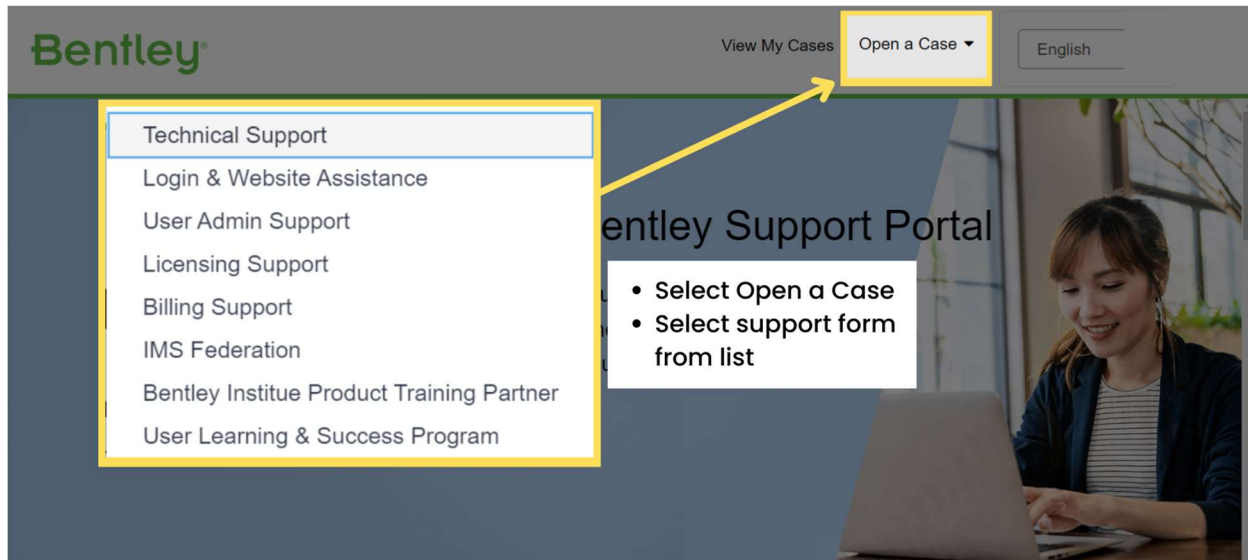 Bentley
View My Cases
Open a Case
English
Technical Support
Login & Website Assistance
User Admin Support
Licensing Support
Billing Support
IMS Federation
Bentley Institue Product Training Partner
User Learning & Success Program
entley Support Portal
• Select Open a Case
• Select support form
from list